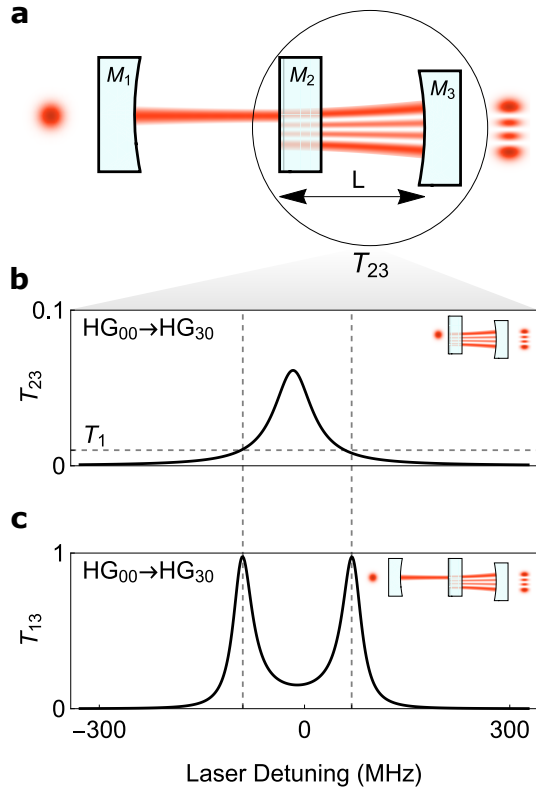 a
M₁
M₂
M₃
L
T₂₃
b
0.1
HG₀₀→HG₃₀
T₂₃
T₁
0
c
1
HG₀₀→HG₃₀
T₁₃
0
−300
0
300
Laser Detuning (MHz)